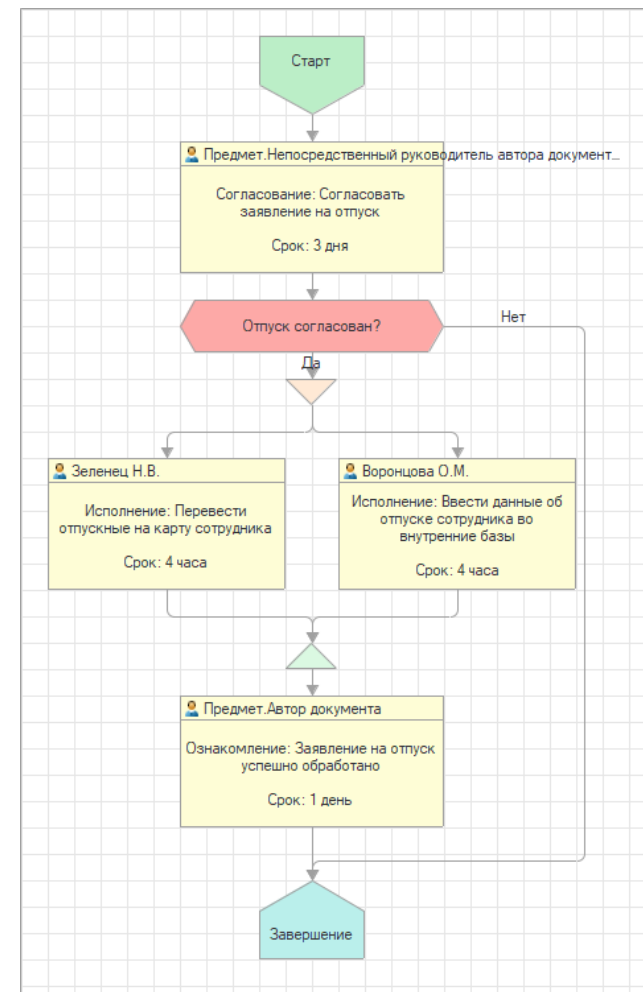 Старт
Предмет.Непосредственный руководитель автора документ...
Согласование: Согласовать
заявление на отпуск
Срок: 3 дня
Отпуск согласован?
Нет
Да
Зеленец Н.В.
Исполнение: Перевести
отпускные на карту сотрудника
Срок: 4 часа
Воронцова О.М.
Исполнение: Ввести данные об
отпуске сотрудника во
внутренние базы
Срок: 4 часа
Предмет.Автор документа
Ознакомление: Заявление на отпуск
успешно обработано
Срок: 1 день
Завершение